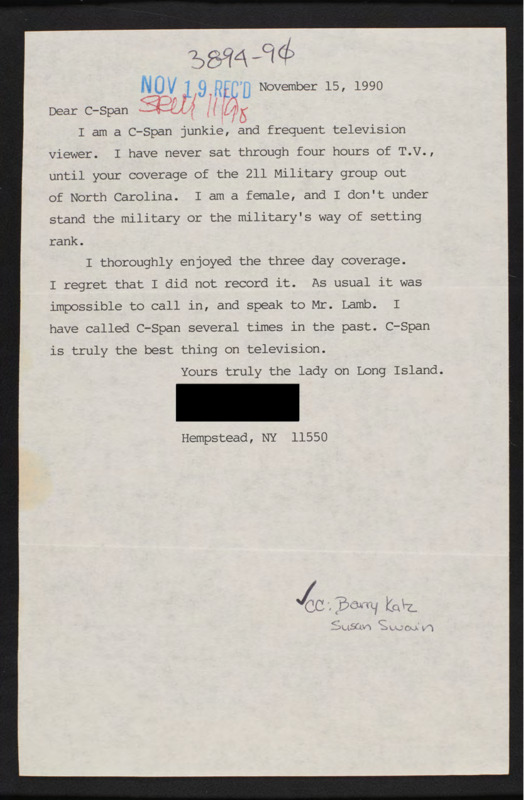 3894-90
NOV 19 REC'D November 15, 1990
Dear C-Span
I am a C-Span junkie, and frequent television
viewer. I have never sat through four hours of T.V.,
until your coverage of the 211 Military group out
of North Carolina. I am a female, and I don't under
stand the military or the military's way of setting
rank.
I thoroughly enjoyed the three day coverage.
I regret that I did not record it. As usual it was
impossible to call in, and speak to Mr. Lamb. I
have called C-Span several times in the past. C-Span
is truly the best thing on television.
Yours truly the lady on Long Island.
Hempstead, NY 11550
✓CC: Barry Katz
Susan Swain